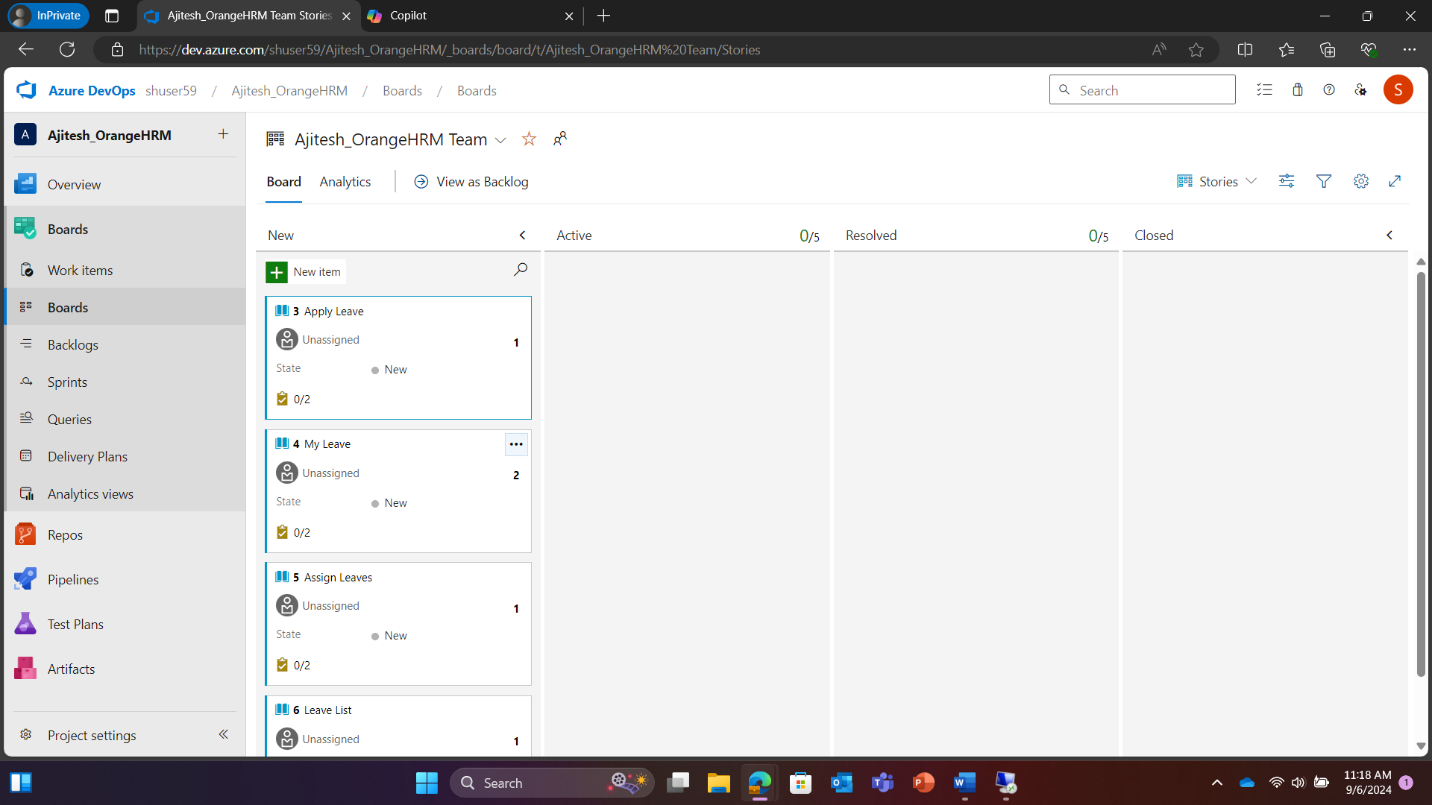 InPrivate
Ajitesh_OrangeHRM Team Stories
Copilot
https://dev.azure.com/shuser59/Ajitesh_OrangeHRM/_boards/board/t/Ajitesh_OrangeHRM%20Team/Stories
Azure DevOps shuser59 / Ajitesh_OrangeHRM / Boards / Boards
Search
S
A Ajitesh_OrangeHRM
Overview
Boards
Work items
Boards
Backlogs
Sprints
Queries
Delivery Plans
Analytics views
Repos
Pipelines
Test Plans
Artifacts
Project settings
Ajitesh_OrangeHRM Team
Board Analytics View as Backlog
Stories
New Active 0/5 Resolved 0/5 Closed
New item
3 Apply Leave
Unassigned 1
State New
0/2
4 My Leave
Unassigned 2
State New
0/2
5 Assign Leaves
Unassigned 1
State New
0/2
6 Leave List
Unassigned 1
Search
11:18 AM
9/6/2024
1